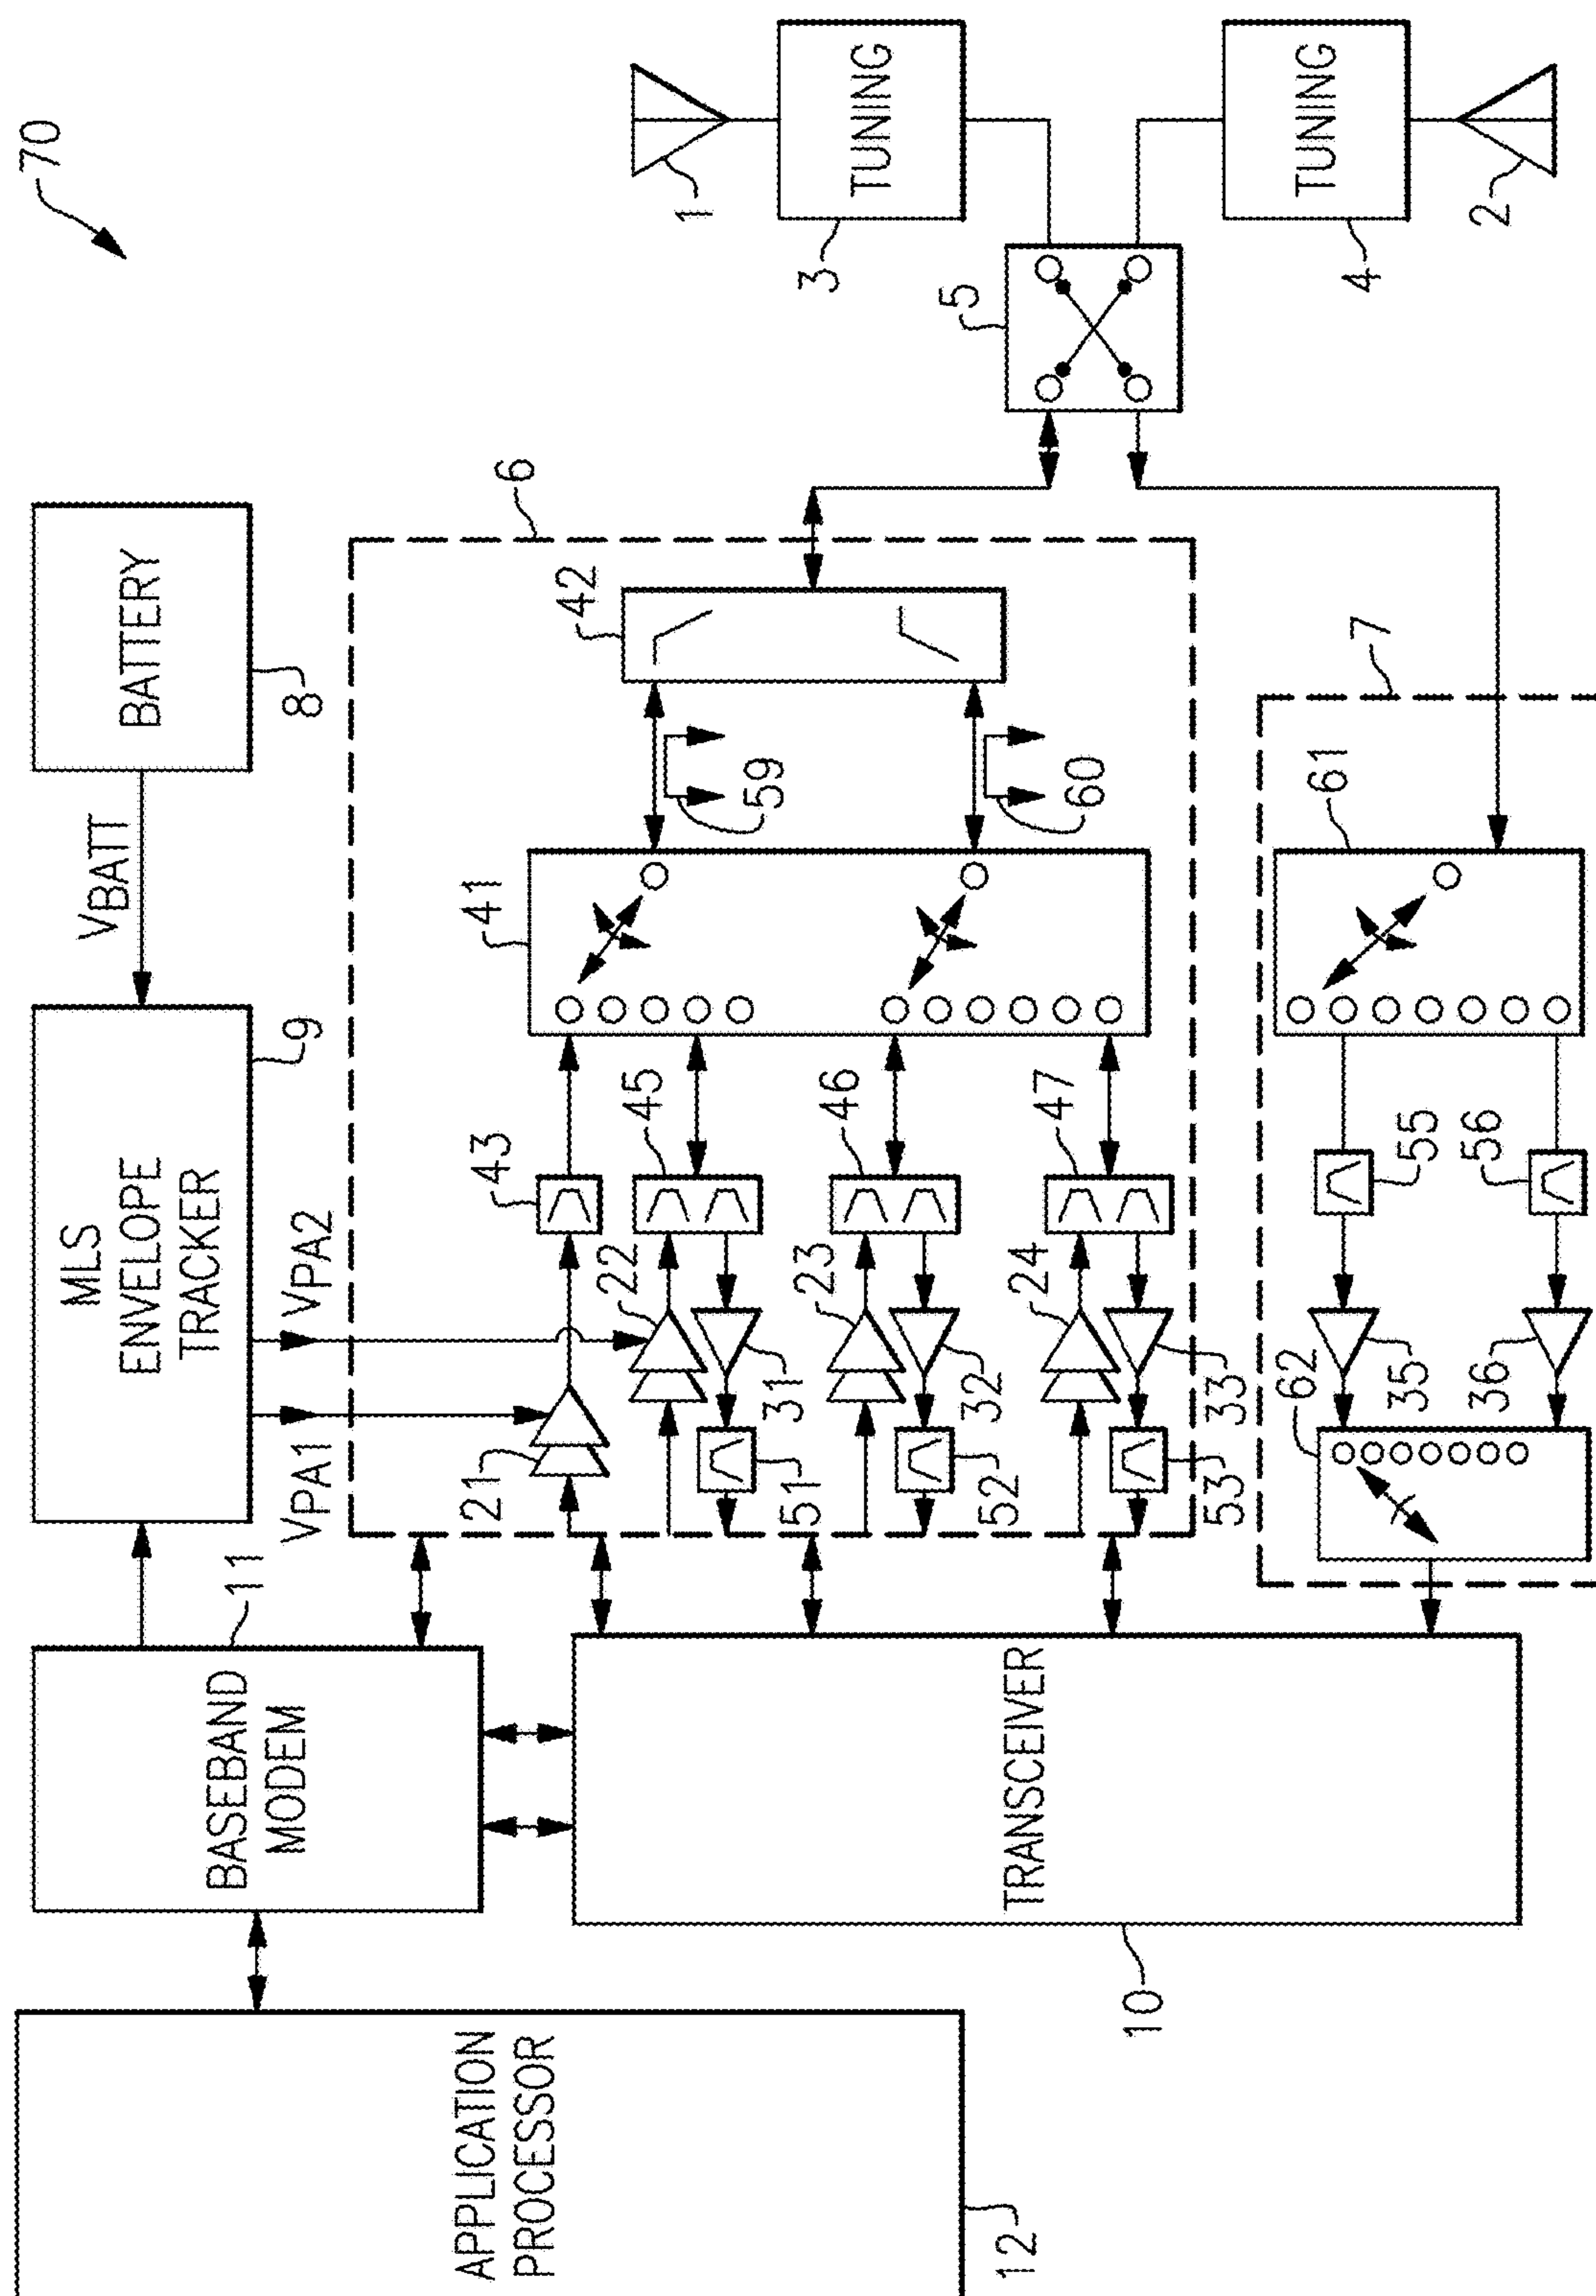 70
APPLICATION
PROCESSOR
12
BASEBAND
MODEM
11
TRANSCEIVER
10
MLS
ENVELOPE
TRACKER
9
BATTERY
8
VBATT
VPA1
VPA2
6
21
22
23
24
31
32
33
51
52
53
43
45
46
47
41
59
60
42
7
62
35
36
55
56
61
5
3
TUNING
1
4
TUNING
2